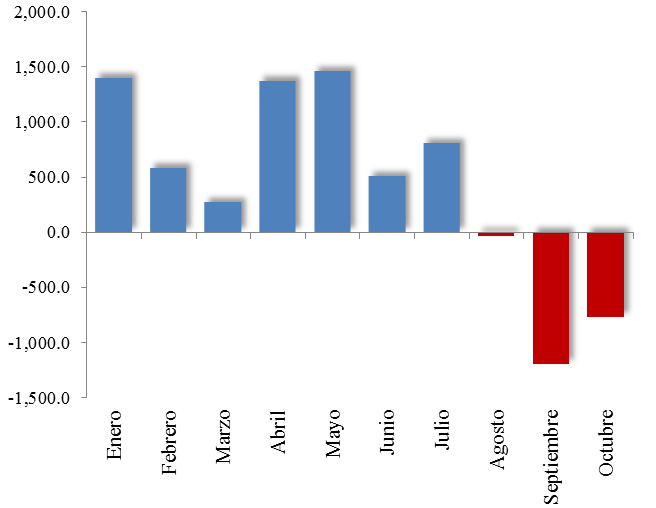 2,000.0
1,500.0
1,000.0
500.0
0.0
-500.0
-1,000.0
-1,500.0
Enero
Febrero
Marzo
Abril
Mayo
Junio
Julio
Agosto
Septiembre
Octubre